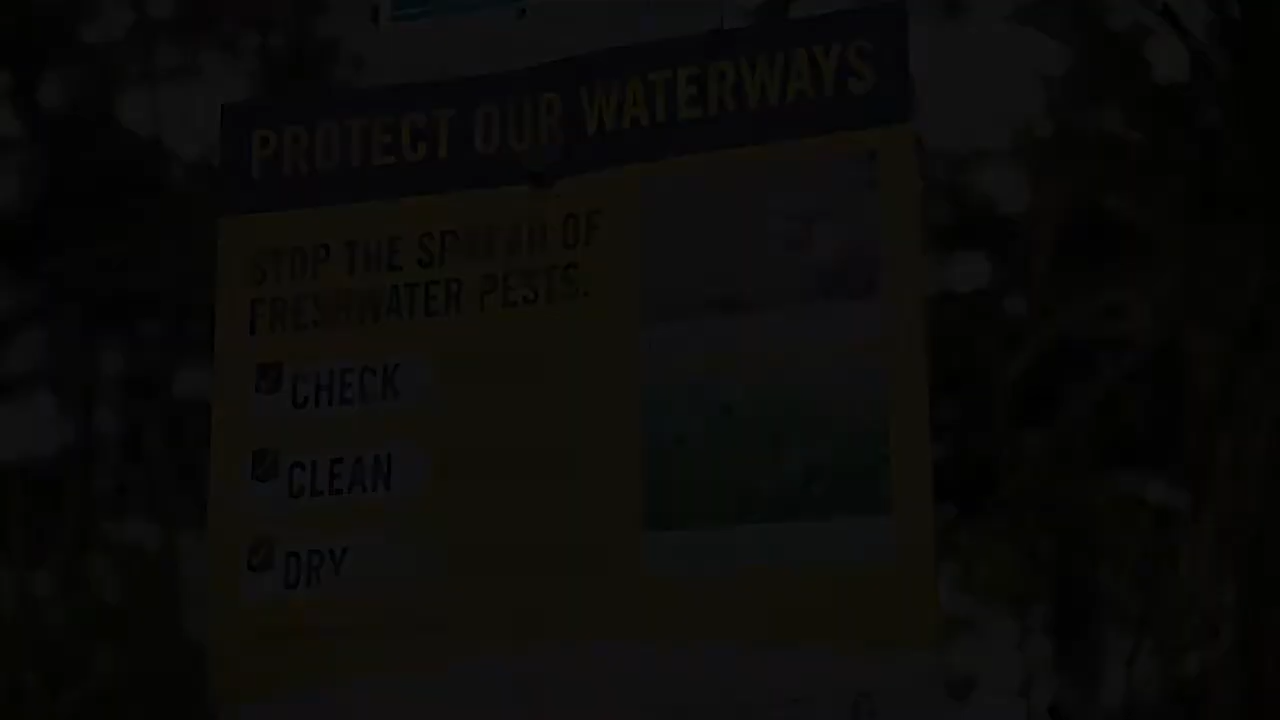 PROTECT OUR WATERWAYS
STOP THE SPREAD OF
FRESHWATER PESTS.
CHECK
CLEAN
DRY